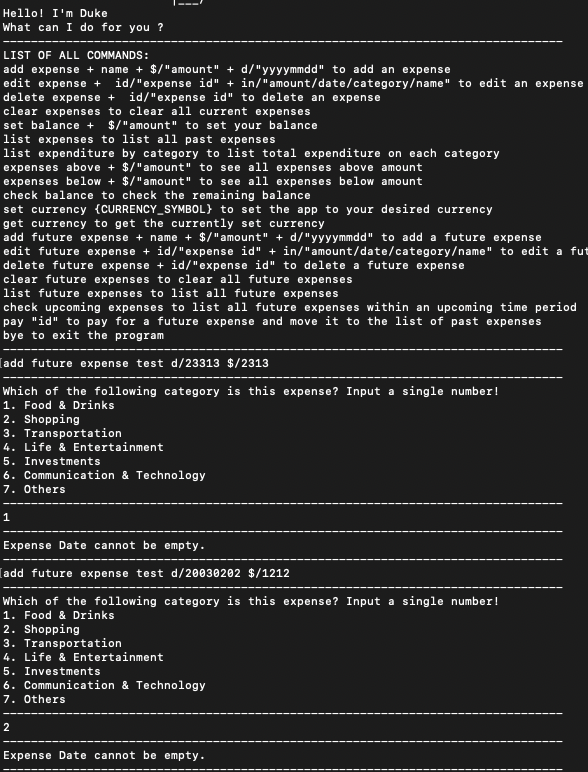 Hello! I'm Duke
What can I do for you ?
LIST OF ALL COMMANDS:
add expense + name + $/"amount" + d/"yyyymmdd" to add an expense
edit expense +  id/"expense id" + in/"amount/date/category/name" to edit an expense
delete expense +  id/"expense id" to delete an expense
clear expenses to clear all current expenses
set balance +  $/"amount" to set your balance
list expenses to list all past expenses
list expenditure by category to list total expenditure on each category
expenses above + $/"amount" to see all expenses above amount
expenses below + $/"amount" to see all expenses below amount
check balance to check the remaining balance
set currency {CURRENCY_SYMBOL} to set the app to your desired currency
get currency to get the currently set currency
add future expense + name + $/"amount" + d/"yyyymmdd" to add a future expense
edit future expense + id/"expense id" + in/"amount/date/category/name" to edit a fut
delete future expense + id/"expense id" to delete a future expense
clear future expenses to clear all future expenses
list future expenses to list all future expenses
check upcoming expenses to list all future expenses within an upcoming time period
pay "id" to pay for a future expense and move it to the list of past expenses
bye to exit the program
add future expense test d/23313 $/2313
Which of the following category is this expense? Input a single number!
1. Food & Drinks
2. Shopping
3. Transportation
4. Life & Entertainment
5. Investments
6. Communication & Technology
7. Others
1
Expense Date cannot be empty.
add future expense test d/20030202 $/1212
Which of the following category is this expense? Input a single number!
1. Food & Drinks
2. Shopping
3. Transportation
4. Life & Entertainment
5. Investments
6. Communication & Technology
7. Others
2
Expense Date cannot be empty.